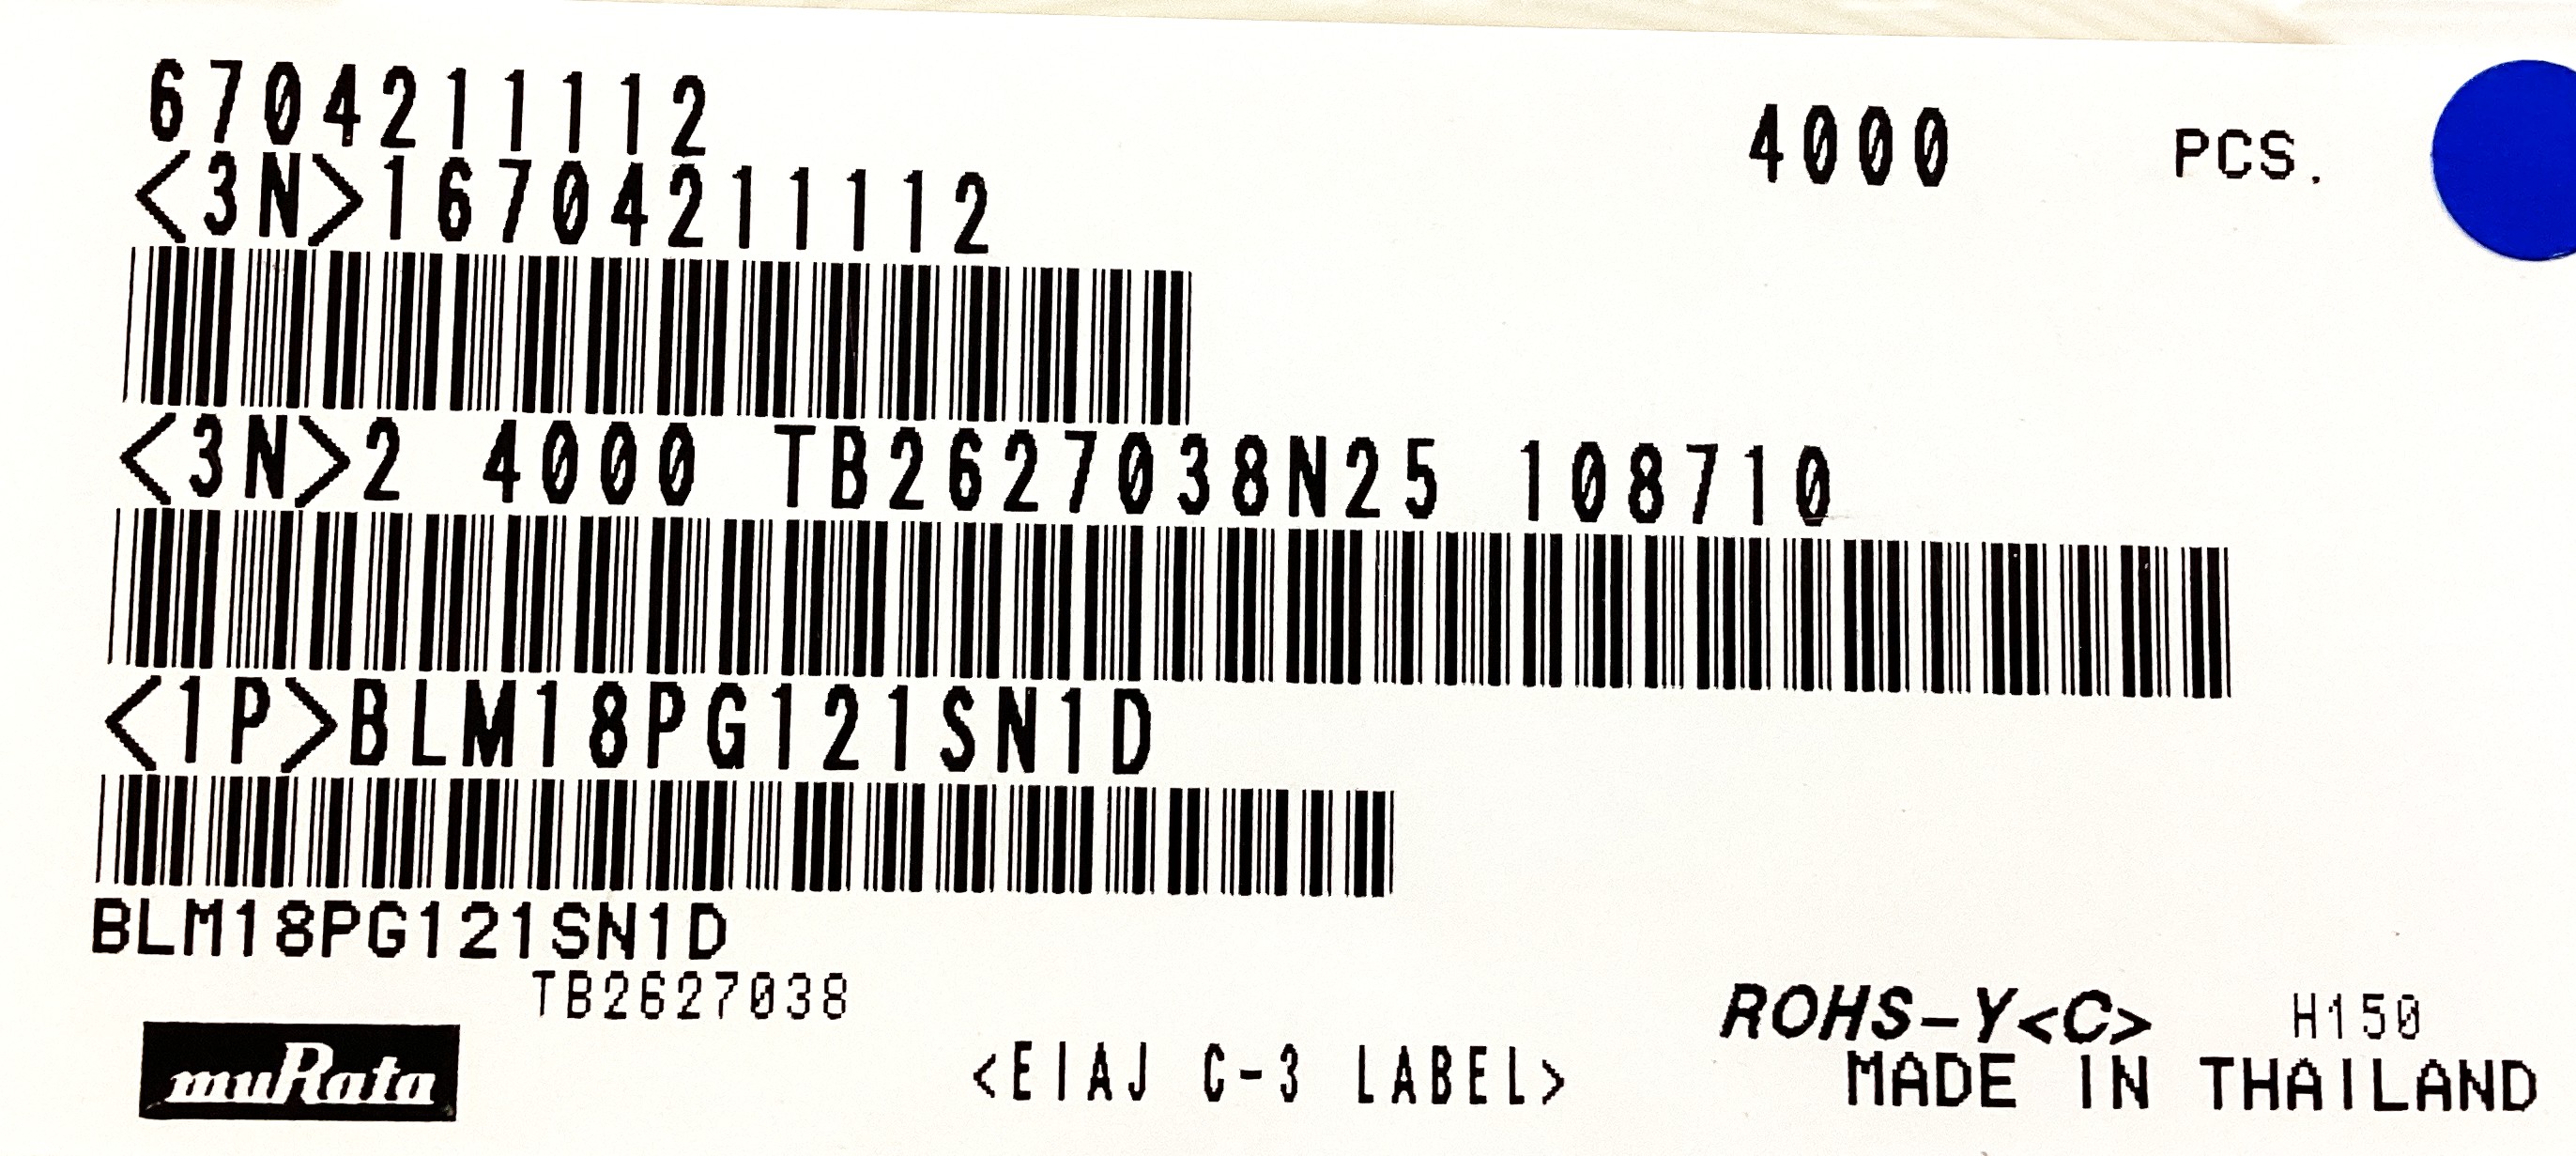 6704211112
4000 PCS.
<3N>16704211112
<3N>2 4000 TB2627038N25 108710
<1P>BLM18PG121SN1D
BLM18PG121SN1D
TB2627038
ROHS-Y<C> H150
muRata
<EIAJ C-3 LABEL>
MADE IN THAILAND